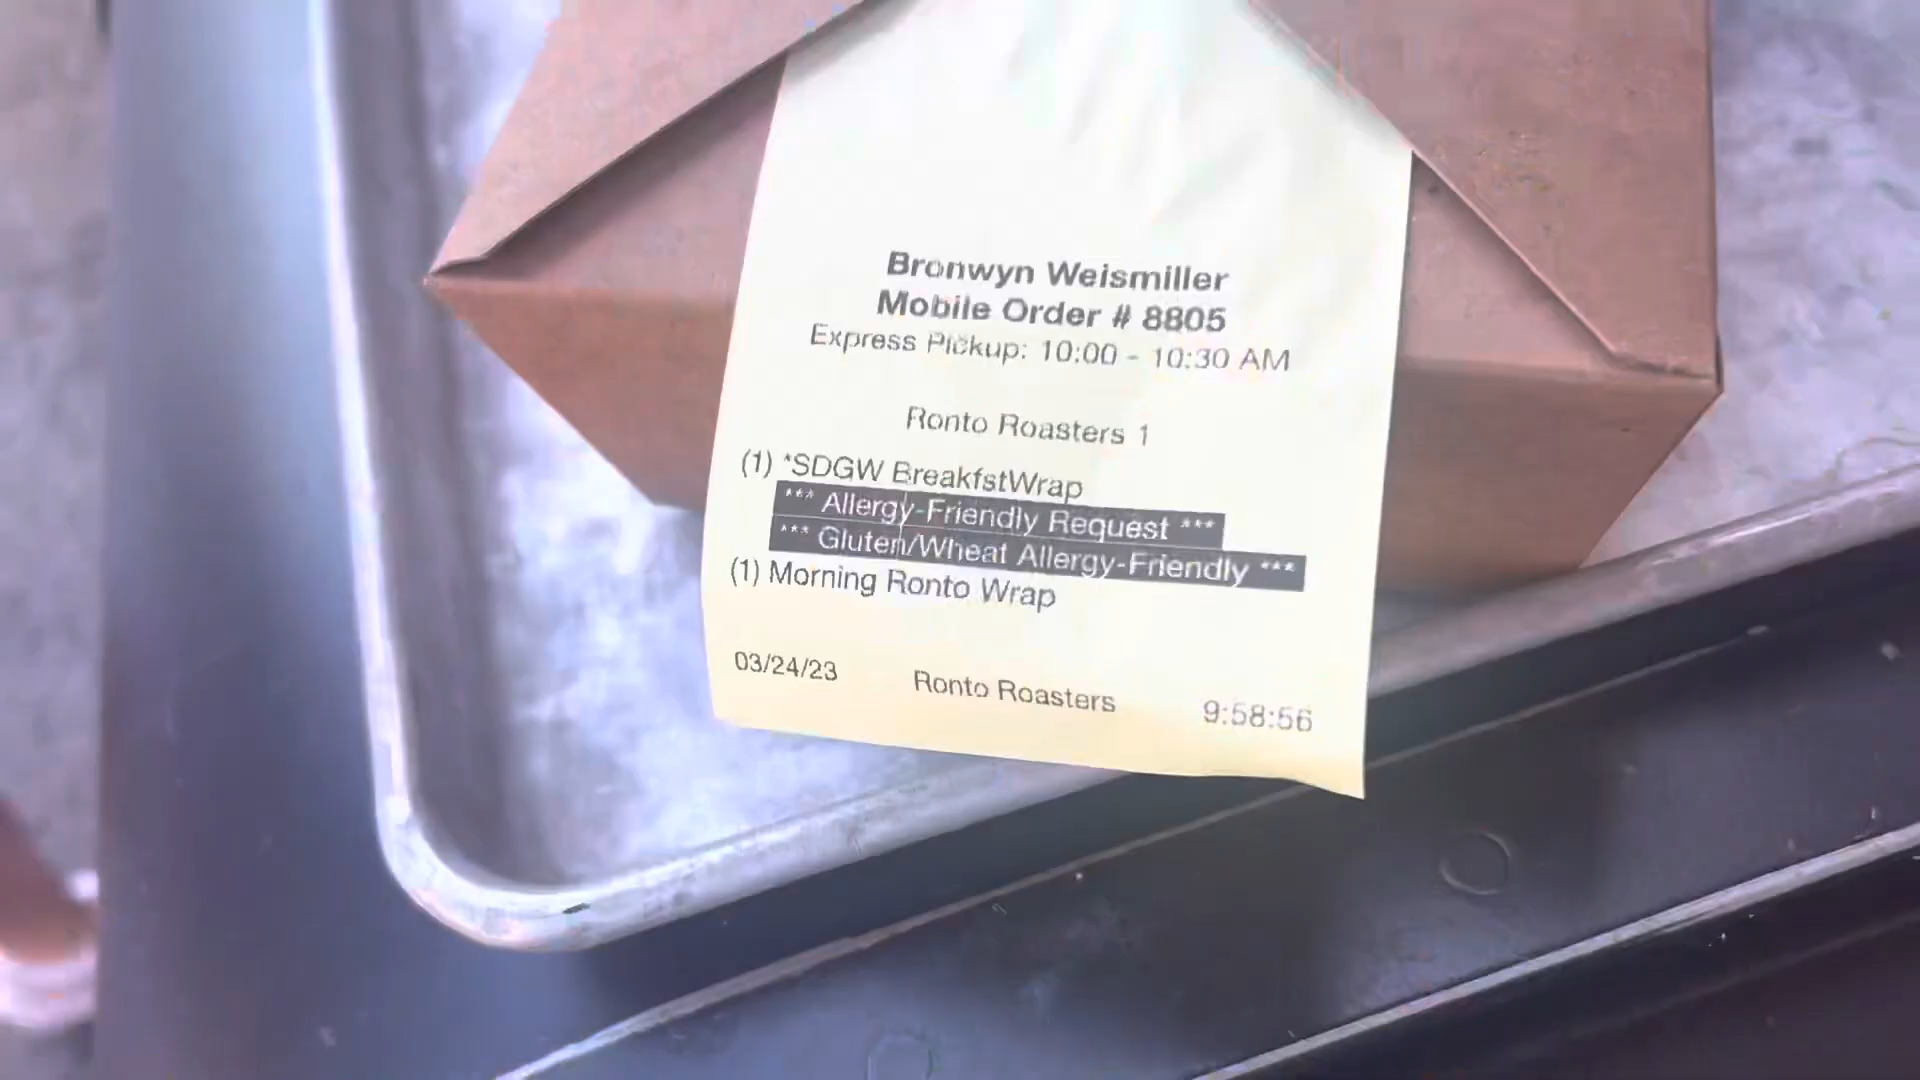 Bronwyn Weismiller
Mobile Order # 8805
Express Pickup: 10:00 - 10:30 AM
Ronto Roasters 1
(1) *SDGW BreakfstWrap
*** Allergy-Friendly Request ***
*** Gluten/Wheat Allergy-Friendly ***
(1) Morning Ronto Wrap
03/24/23 Ronto Roasters 9:58:56